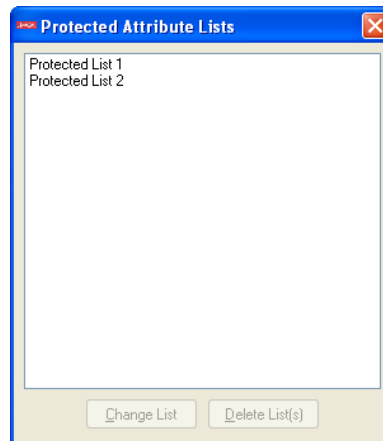 Protected Attribute Lists
Protected List 1
Protected List 2
Change List
Delete List(s)